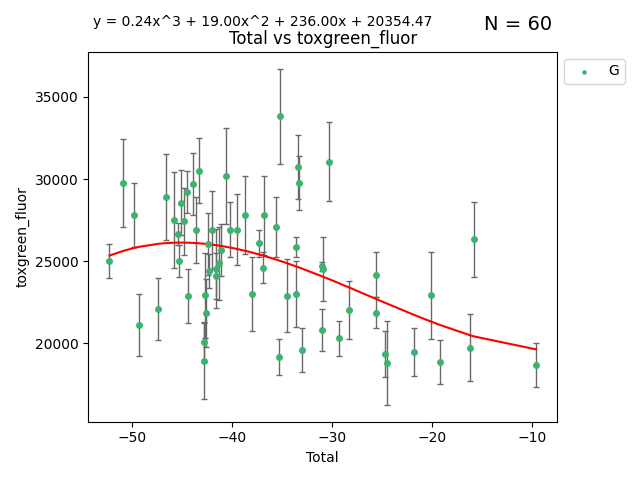 y = 0.24x^3 + 19.00x^2 + 236.00x + 20354.47
N = 60
Total vs toxgreen_fluor
G
35000
30000
25000
20000
toxgreen_fluor
−50
−40
−30
−20
−10
Total